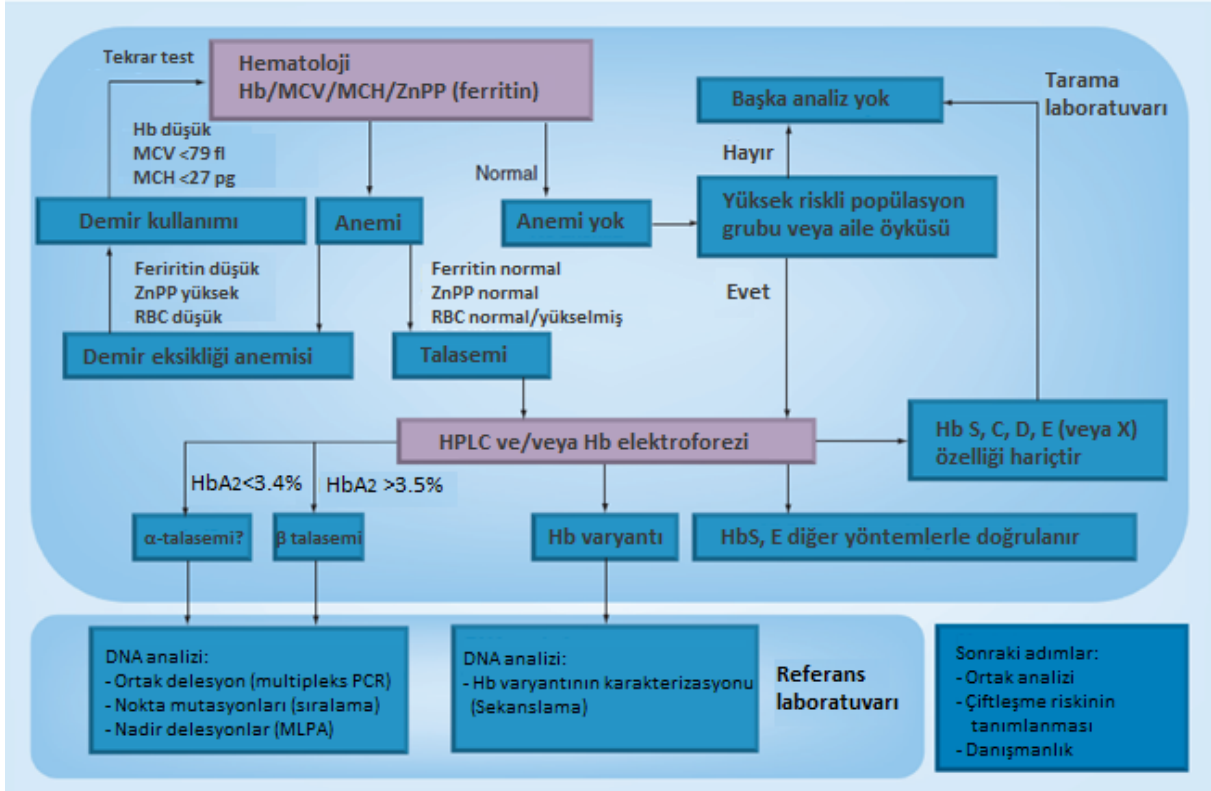 Tekrar test
Hematoloji
Hb/MCV/MCH/ZnPP (ferritin)
Başka analiz yok
Tarama
laboratuvarı
Hb düşük
MCV <79 fl
MCH <27 pg
Normal
Hayır
Demir kullanımı
Anemi
Anemi yok
Yüksek riskli popülasyon
grubu veya aile öyküsü
Feriritin düşük
ZnPP yüksek
RBC düşük
Ferritin normal
ZnPP normal
RBC normal/yükselmiş
Evet
Demir eksikliği anemisi
Talasemi
HPLC ve/veya Hb elektroforezi
Hb S, C, D, E (veya X)
özelliği hariçtir
HbA2<3.4%
HbA2 >3.5%
α-talasemi?
β talasemi
Hb varyantı
HbS, E diğer yöntemlerle doğrulanır
DNA analizi:
- Ortak delesyon (multipleks PCR)
- Nokta mutasyonları (sıralama)
- Nadir delesyonlar (MLPA)
DNA analizi:
- Hb varyantının karakterizasyonu
(Sekanslama)
Referans
laboratuvarı
Sonraki adımlar:
- Ortak analizi
- Çiftleşme riskinin
tanımlanması
- Danışmanlık